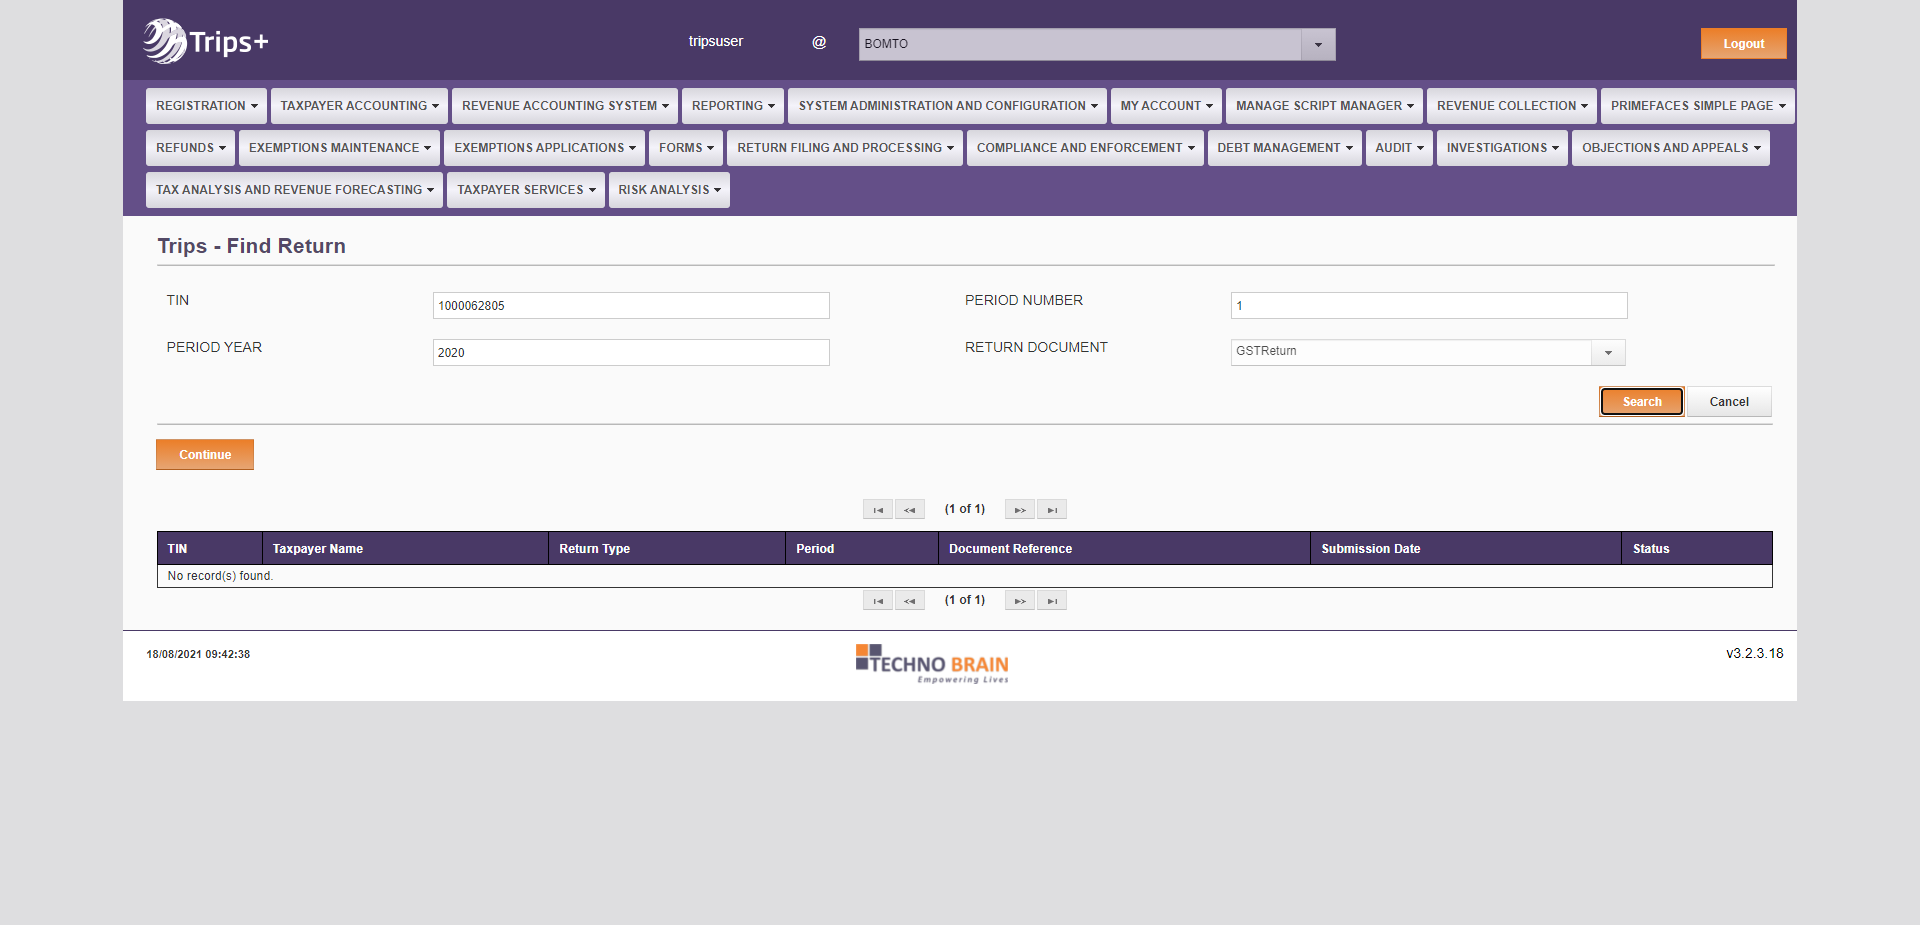 Trips+
tripsuser @ BOMTO Logout
REGISTRATION TAXPAYER ACCOUNTING REVENUE ACCOUNTING SYSTEM REPORTING SYSTEM ADMINISTRATION AND CONFIGURATION MY ACCOUNT MANAGE SCRIPT MANAGER REVENUE COLLECTION PRIMEFACES SIMPLE PAGE
REFUNDS EXEMPTIONS MAINTENANCE EXEMPTIONS APPLICATIONS FORMS RETURN FILING AND PROCESSING COMPLIANCE AND ENFORCEMENT DEBT MANAGEMENT AUDIT INVESTIGATIONS OBJECTIONS AND APPEALS
TAX ANALYSIS AND REVENUE FORECASTING TAXPAYER SERVICES RISK ANALYSIS
Trips - Find Return
TIN 1000062805 PERIOD NUMBER 1
PERIOD YEAR 2020 RETURN DOCUMENT GSTReturn
Search Cancel
Continue
(1 of 1)
TIN Taxpayer Name Return Type Period Document Reference Submission Date Status
No record(s) found.
(1 of 1)
18/08/2021 09:42:38 TECHNO BRAIN v3.2.3.18
Empowering Lives